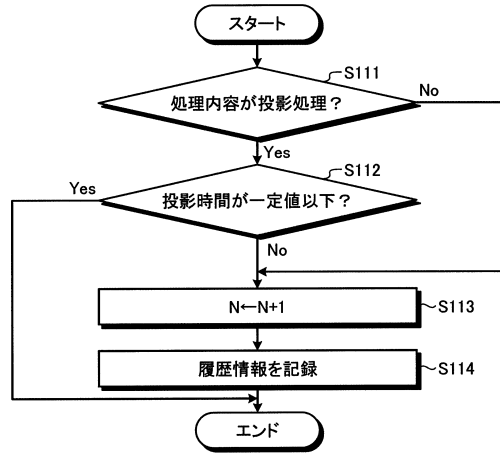 スタート
S111
処理内容が投影処理?
No
Yes
S112
Yes
投影時間が一定値以下?
No
N←N+1
S113
履歴情報を記録
S114
エンド